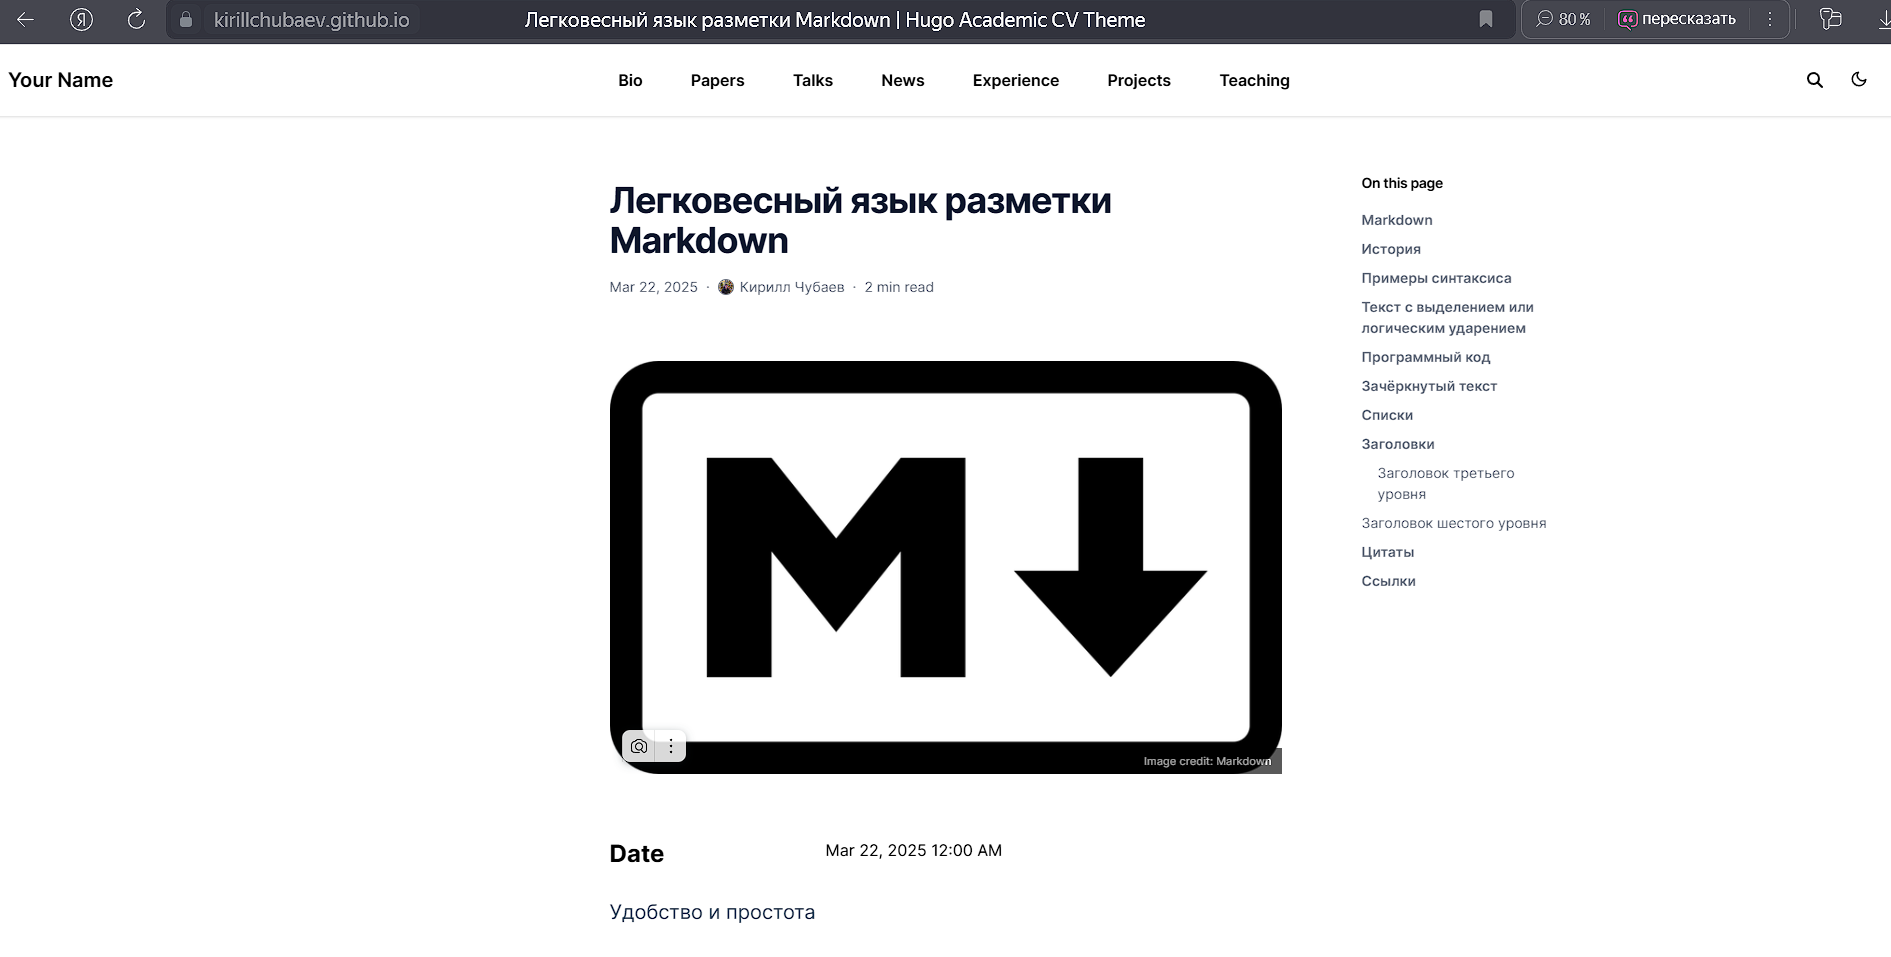 Я
kirillchubaev.github.io
Легковесный язык разметки Markdown | Hugo Academic CV Theme
80 %
пересказать
Your Name
Bio
Papers
Talks
News
Experience
Projects
Teaching
Легковесный язык разметки
Markdown
Mar 22, 2025 · Кирилл Чубаев · 2 min read
M
Image credit: Markdown
Date
Mar 22, 2025 12:00 AM
Удобство и простота
On this page
Markdown
История
Примеры синтаксиса
Текст с выделением или
логическим ударением
Программный код
Зачёркнутый текст
Списки
Заголовки
Заголовок третьего
уровня
Заголовок шестого уровня
Цитаты
Ссылки